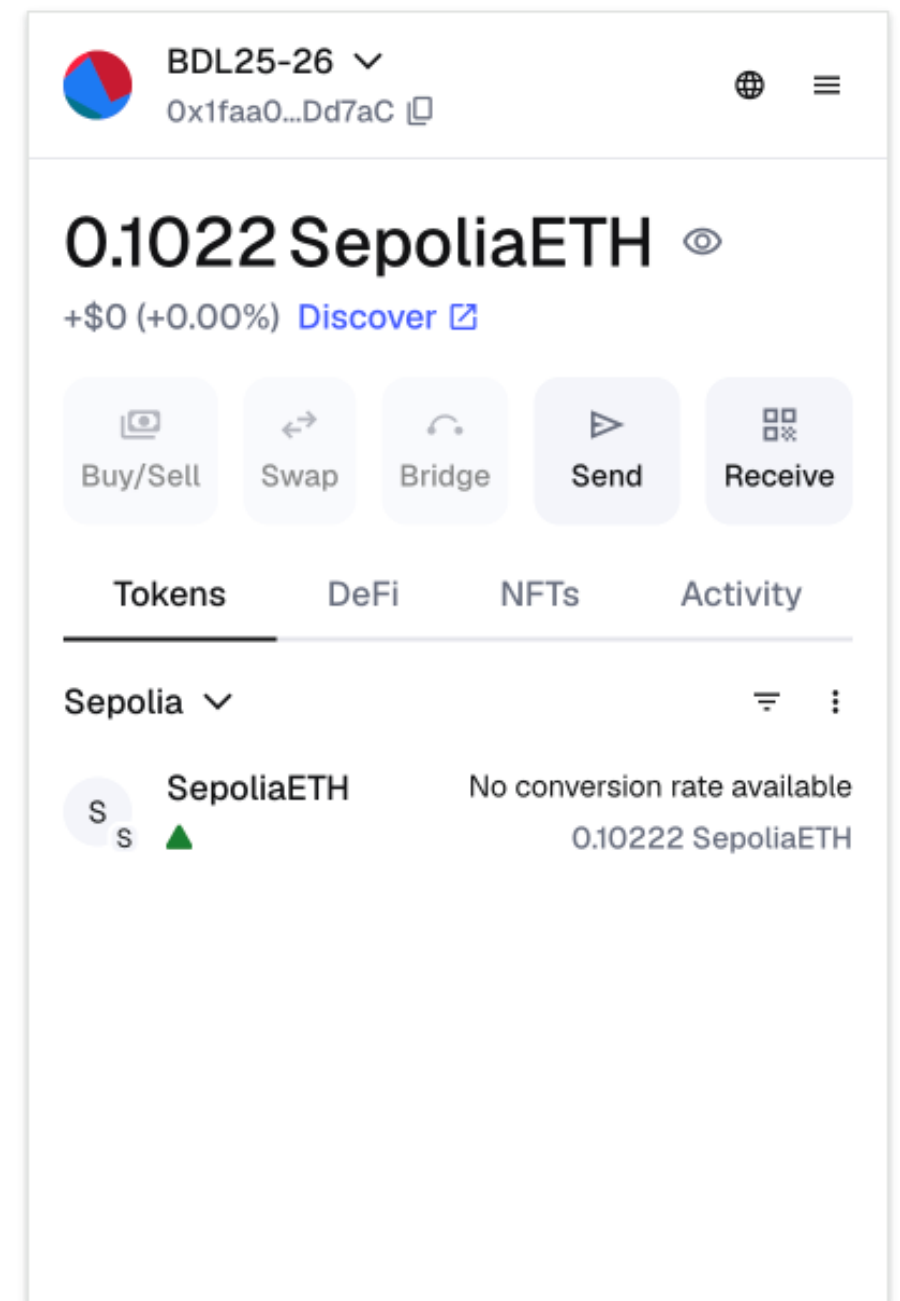 BDL25-26
0x1faa0...Dd7aC
0.1022 SepoliaETH
+$0 (+0.00%) Discover
Buy/Sell Swap Bridge Send Receive
Tokens DeFi NFTs Activity
Sepolia
S S SepoliaETH No conversion rate available
0.10222 SepoliaETH